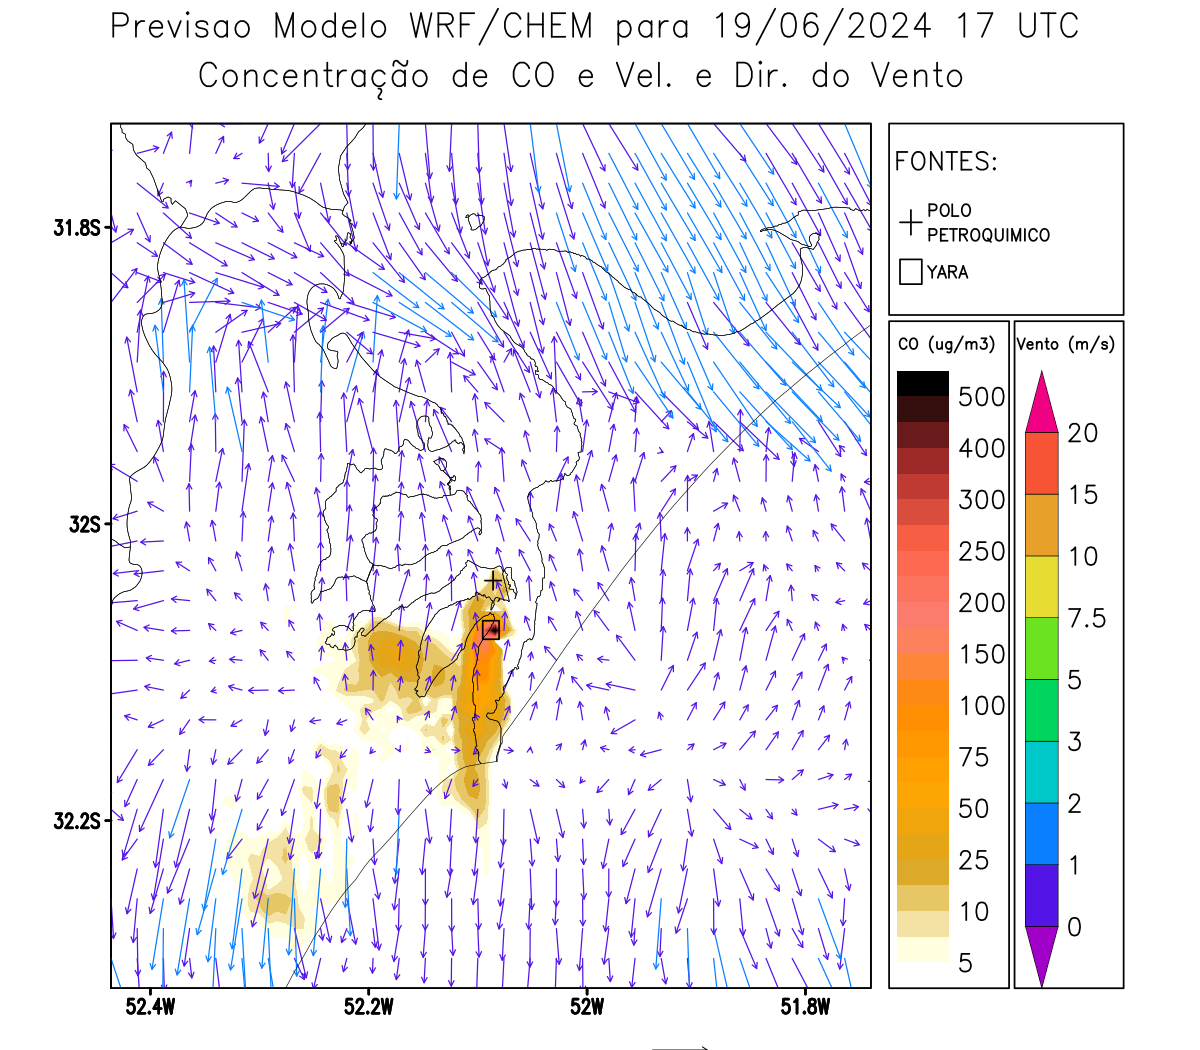 Previsao Modelo WRF/CHEM para 19/06/2024 17 UTC
Concentração de CO e Vel. e Dir. do Vento
FONTES:
POLO
PETROQUIMICO
YARA
CO (ug/m3)
500
400
300
250
200
150
100
75
50
25
10
5
Vento (m/s)
20
15
10
7.5
5
3
2
1
0
31.8S
32S
32.2S
52.4W
52.2W
52W
51.8W